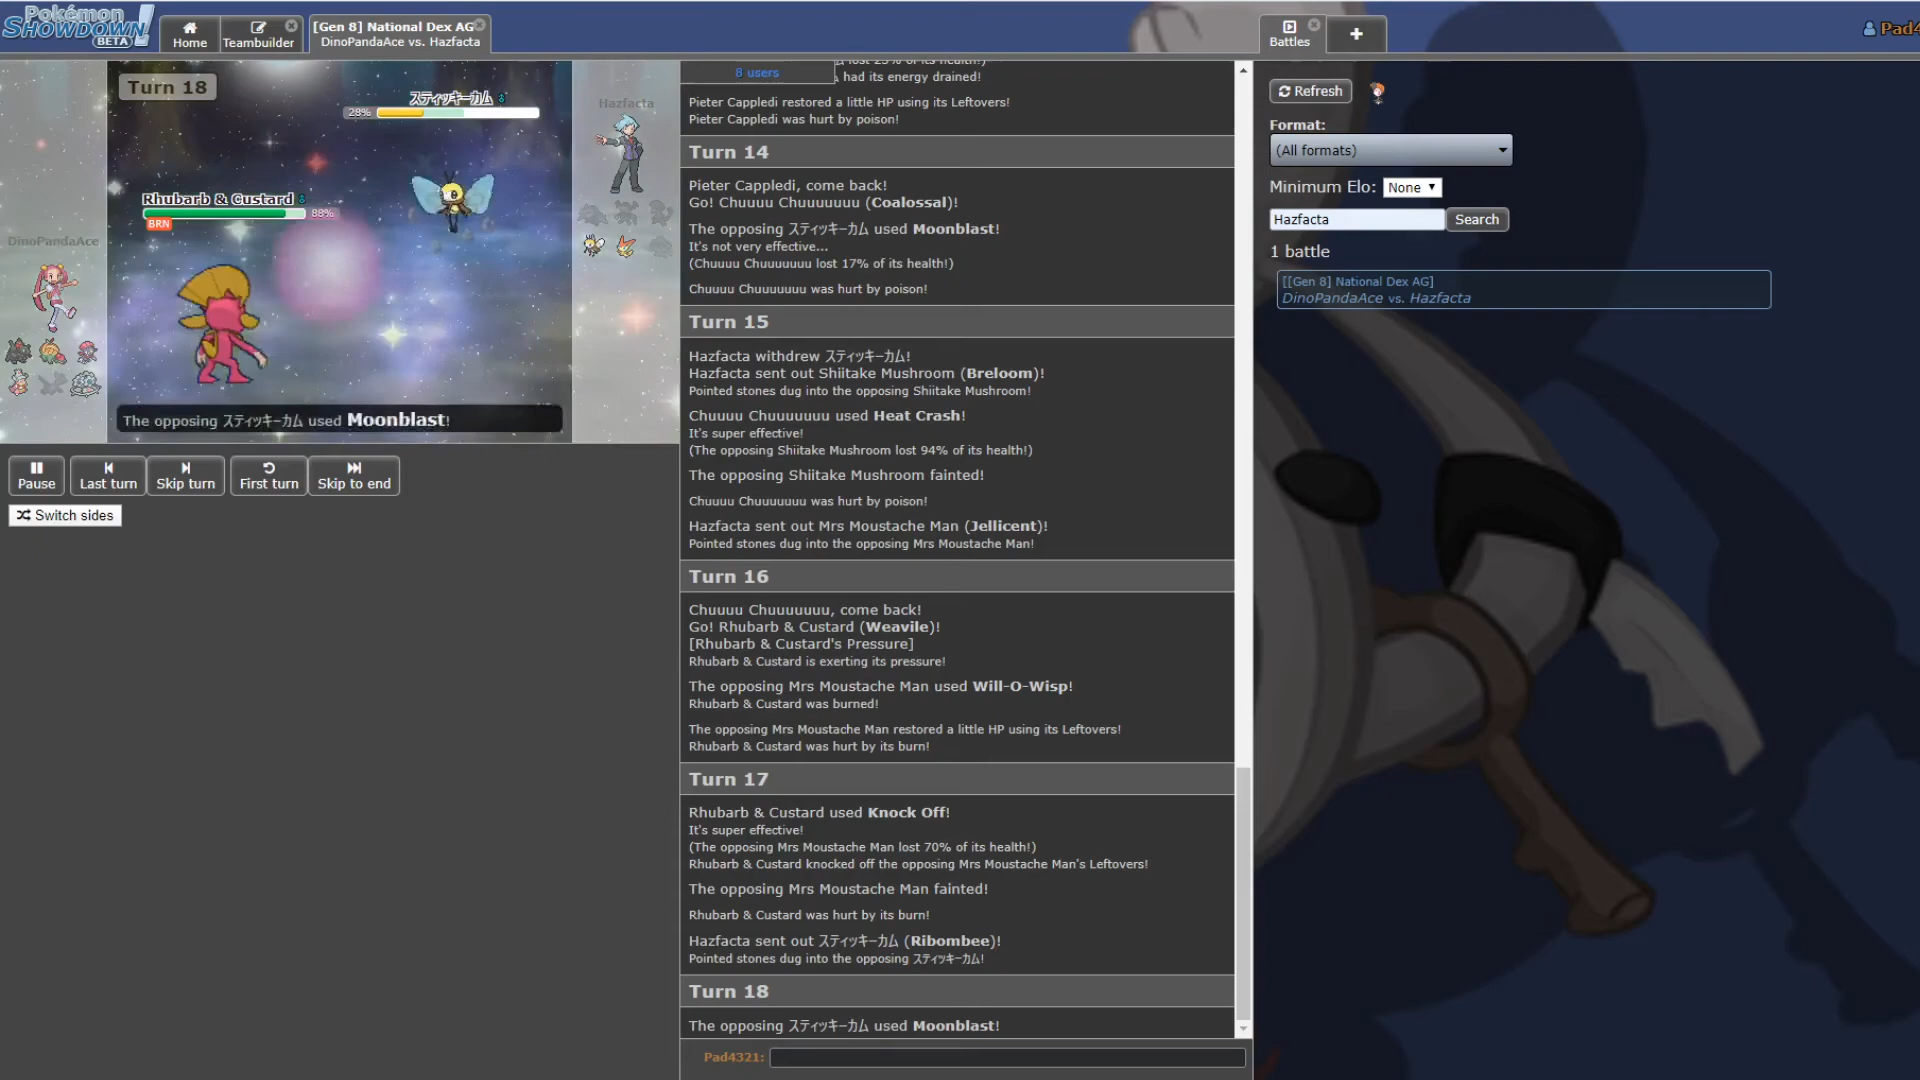 Pokémon
SHOWDOWN!
BETA
Home
Teambuilder
[Gen 8] National Dex AG
DinoPandaAce vs. Hazfacta
Battles
Turn 18
スティッキーカム
28%
Hazfacta
Rhubarb & Custard
88%
BRN
DinoPandaAce
The opposing スティッキーカム used Moonblast!
Pause
Last turn
Skip turn
First turn
Skip to end
Switch sides
8 users
had its energy drained!
Pieter Cappledi restored a little HP using its Leftovers!
Pieter Cappledi was hurt by poison!
Turn 14
Pieter Cappledi, come back!
Go! Chuuuu Chuuuuuuu (Coalossal)!
The opposing スティッキーカム used Moonblast!
It's not very effective...
(Chuuuu Chuuuuuuu lost 17% of its health!)
Chuuuu Chuuuuuuu was hurt by poison!
Turn 15
Hazfacta withdrew スティッキーカム!
Hazfacta sent out Shiitake Mushroom (Breloom)!
Pointed stones dug into the opposing Shiitake Mushroom!
Chuuuu Chuuuuuuu used Heat Crash!
It's super effective!
(The opposing Shiitake Mushroom lost 94% of its health!)
The opposing Shiitake Mushroom fainted!
Chuuuu Chuuuuuuu was hurt by poison!
Hazfacta sent out Mrs Moustache Man (Jellicent)!
Pointed stones dug into the opposing Mrs Moustache Man!
Turn 16
Chuuuu Chuuuuuuu, come back!
Go! Rhubarb & Custard (Weavile)!
[Rhubarb & Custard's Pressure]
Rhubarb & Custard is exerting its pressure!
The opposing Mrs Moustache Man used Will-O-Wisp!
Rhubarb & Custard was burned!
The opposing Mrs Moustache Man restored a little HP using its Leftovers!
Rhubarb & Custard was hurt by its burn!
Turn 17
Rhubarb & Custard used Knock Off!
It's super effective!
(The opposing Mrs Moustache Man lost 70% of its health!)
Rhubarb & Custard knocked off the opposing Mrs Moustache Man's Leftovers!
The opposing Mrs Moustache Man fainted!
Rhubarb & Custard was hurt by its burn!
Hazfacta sent out スティッキーカム (Ribombee)!
Pointed stones dug into the opposing スティッキーカム!
Turn 18
The opposing スティッキーカム used Moonblast!
Pad4321:
Pad4
Refresh
Format:
(All formats)
Minimum Elo: None
Hazfacta
Search
1 battle
[[Gen 8] National Dex AG]
DinoPandaAce vs. Hazfacta